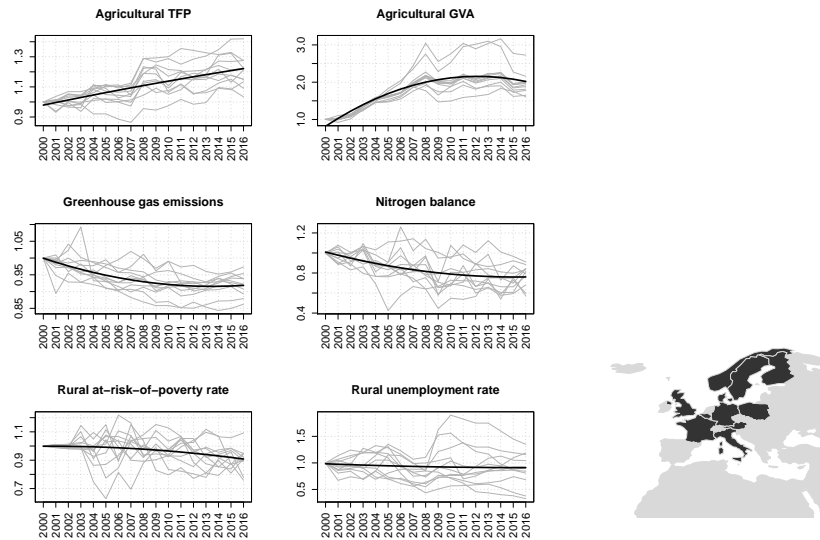 Agricultural TFP
0.9 1.1 1.3
2000 2001 2002 2003 2004 2005 2006 2007 2008 2009 2010 2011 2012 2013 2014 2015 2016
Agricultural GVA
1.0 2.0 3.0
2000 2001 2002 2003 2004 2005 2006 2007 2008 2009 2010 2011 2012 2013 2014 2015 2016
Greenhouse gas emissions
0.85 0.95 1.05
2000 2001 2002 2003 2004 2005 2006 2007 2008 2009 2010 2011 2012 2013 2014 2015 2016
Nitrogen balance
0.4 0.8 1.2
2000 2001 2002 2003 2004 2005 2006 2007 2008 2009 2010 2011 2012 2013 2014 2015 2016
Rural at−risk−of−poverty rate
0.7 0.9 1.1
2000 2001 2002 2003 2004 2005 2006 2007 2008 2009 2010 2011 2012 2013 2014 2015 2016
Rural unemployment rate
0.5 1.0 1.5
2000 2001 2002 2003 2004 2005 2006 2007 2008 2009 2010 2011 2012 2013 2014 2015 2016